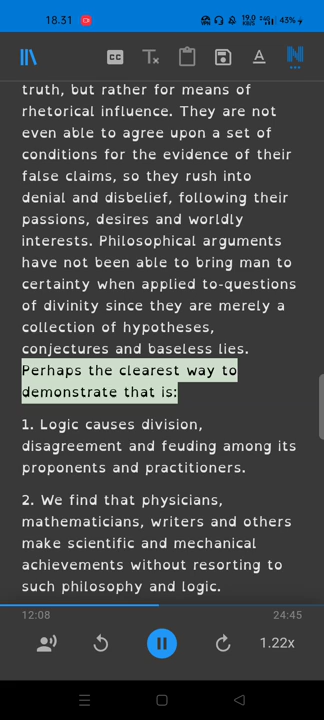 18.31
19.0 KB/S
43%
CC
truth, but rather for means of
rhetorical influence. They are not
even able to agree upon a set of
conditions for the evidence of their
false claims, so they rush into
denial and disbelief, following their
passions, desires and worldly
interests. Philosophical arguments
have not been able to bring man to
certainty when applied to-questions
of divinity since they are merely a
collection of hypotheses,
conjectures and baseless lies.
Perhaps the clearest way to
demonstrate that is:
1. Logic causes division,
disagreement and feuding among its
proponents and practitioners.
2. We find that physicians,
mathematicians, writers and others
make scientific and mechanical
achievements without resorting to
such philosophy and logic.
12:08
24:45
1.22x